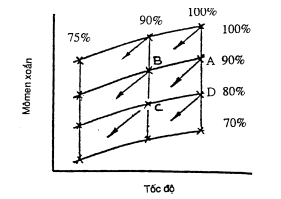 100%
90%
75%
100%
B
A 90%
D 80%
C
70%
Mômen xoắn
Tốc độ